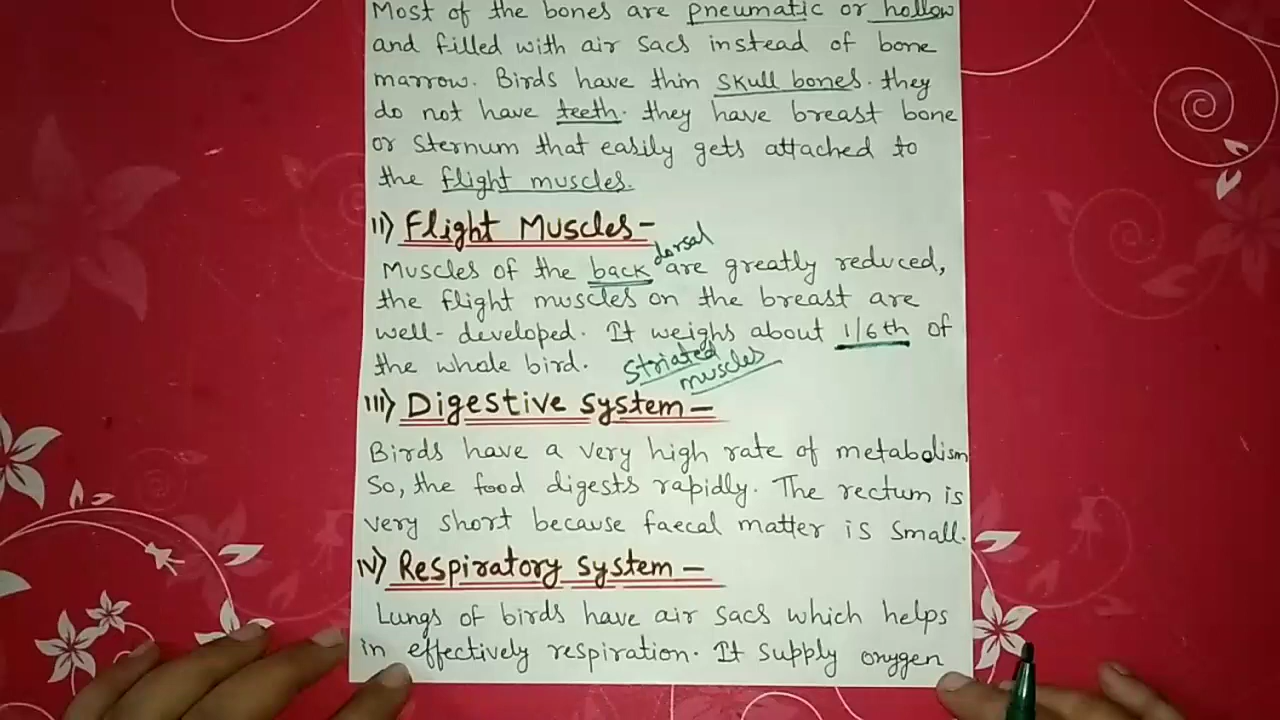 Most of the bones are pneumatic or hollow
and filled with air sacs instead of bone
marrow. Birds have thin skull bones. they
do not have teeth. they have breast bone
or sternum that easily gets attached to
the flight muscles.
II) Flight Muscles-
dorsal
Muscles of the back are greatly reduced,
the flight muscles on the breast are
well-developed. It weighs about 1/6th of
the whole bird.
Striated
muscles
III) Digestive system-
Birds have a very high rate of metabolism
So, the food digests rapidly. The rectum is
very short because faecal matter is small.
IV) Respiratory system-
Lungs of birds have air sacs which helps
in effectively respiration. It supply oxygen